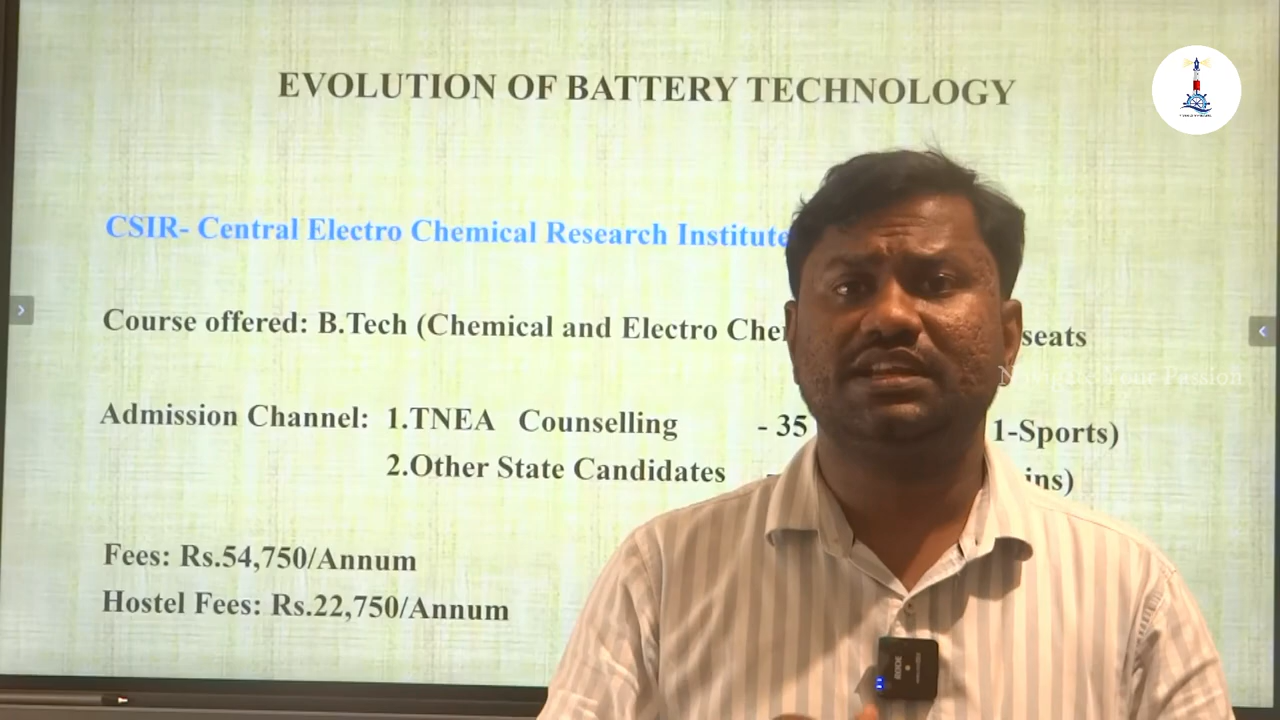 EVOLUTION OF BATTERY TECHNOLOGY
CSIR- Central Electro Chemical Research Institute
Course offered: B.Tech (Chemical and Electro Che seats
Admission Channel: 1.TNEA Counselling - 35 1-Sports)
2.Other State Candidates - ins)
Fees: Rs.54,750/Annum
Hostel Fees: Rs.22,750/Annum
Passion